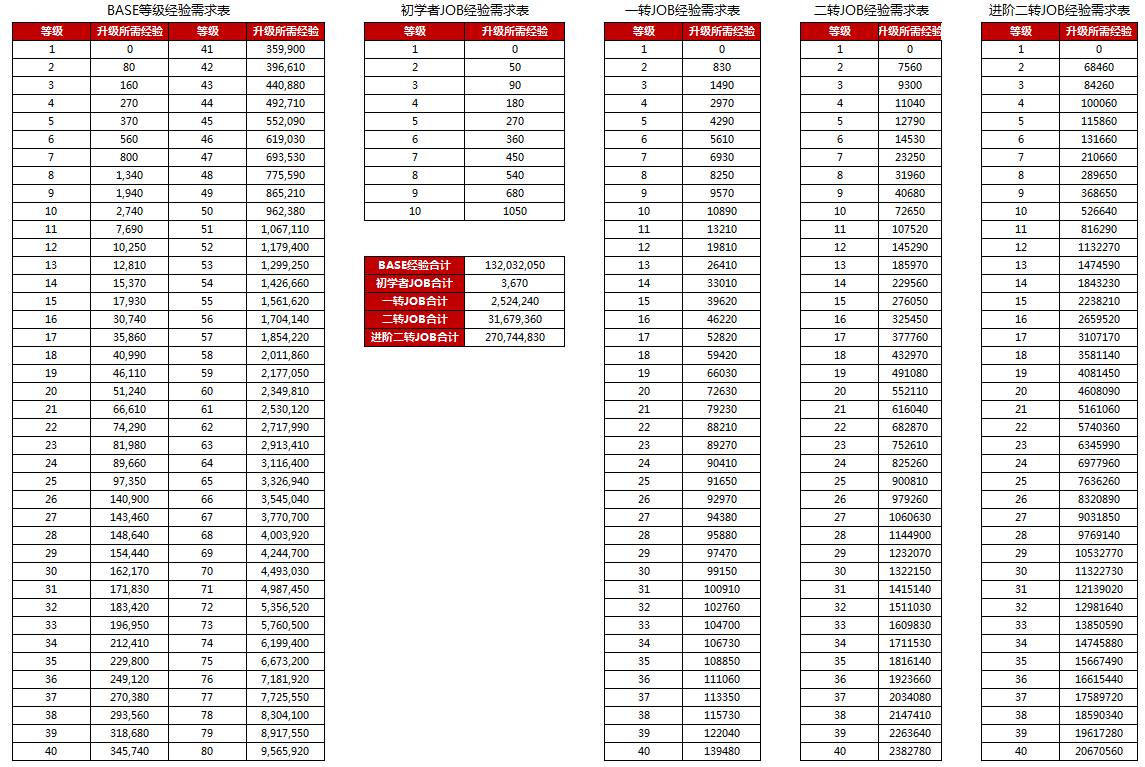 BASE等级经验需求表 初学者JOB经验需求表 一转JOB经验需求表 二转JOB经验需求表 进阶二转JOB经验需求表
等级 升级所需经验 等级 升级所需经验 等级 升级所需经验 等级 升级所需经验 等级 升级所需经验 等级 升级所需经验
1 0 41 359,900 1 0 1 0 1 0 1 0
2 80 42 396,610 2 50 2 830 2 7560 2 68460
3 160 43 440,880 3 90 3 1490 3 9300 3 84260
4 270 44 492,710 4 180 4 2970 4 11040 4 100060
5 370 45 552,090 5 270 5 4290 5 12790 5 115860
6 560 46 619,030 6 360 6 5610 6 14530 6 131660
7 800 47 693,530 7 450 7 6930 7 23250 7 210660
8 1,340 48 775,590 8 540 8 8250 8 31960 8 289650
9 1,940 49 865,210 9 680 9 9570 9 40680 9 368650
10 2,740 50 962,380 10 1050 10 10890 10 72650 10 526640
11 7,690 51 1,067,110 11 13210 11 107520 11 816290
12 10,250 52 1,179,400 12 19810 12 145290 12 1132270
13 12,810 53 1,299,250 BASE经验合计 132,032,050 13 26410 13 185970 13 1474590
14 15,370 54 1,426,660 初学者JOB合计 3,670 14 33010 14 229560 14 1843230
15 17,930 55 1,561,620 一转JOB合计 2,524,240 15 39620 15 276050 15 2238210
16 30,740 56 1,704,140 二转JOB合计 31,679,360 16 46220 16 325450 16 2659520
17 35,860 57 1,854,220 进阶二转JOB合计 270,744,830 17 52820 17 377760 17 3107170
18 40,990 58 2,011,860 18 59420 18 432970 18 3581140
19 46,110 59 2,177,050 19 66030 19 491080 19 4081450
20 51,240 60 2,349,810 20 72630 20 552110 20 4608090
21 66,610 61 2,530,120 21 79230 21 616040 21 5161060
22 74,290 62 2,717,990 22 88210 22 682870 22 5740360
23 81,980 63 2,913,410 23 89270 23 752610 23 6345990
24 89,660 64 3,116,400 24 90410 24 825260 24 6977960
25 97,350 65 3,326,940 25 91650 25 900810 25 7636260
26 140,900 66 3,545,040 26 92970 26 979260 26 8320890
27 143,460 67 3,770,700 27 94380 27 1060630 27 9031850
28 148,640 68 4,003,920 28 95880 28 1144900 28 9769140
29 154,440 69 4,244,700 29 97470 29 1232070 29 10532770
30 162,170 70 4,493,030 30 99150 30 1322150 30 11322730
31 171,830 71 4,987,450 31 100910 31 1415140 31 12139020
32 183,420 72 5,356,520 32 102760 32 1511030 32 12981640
33 196,950 73 5,760,500 33 104700 33 1609830 33 13850590
34 212,410 74 6,199,400 34 106730 34 1711530 34 14745880
35 229,800 75 6,673,200 35 108850 35 1816140 35 15667490
36 249,120 76 7,181,920 36 111060 36 1923660 36 16615440
37 270,380 77 7,725,550 37 113350 37 2034080 37 17589720
38 293,560 78 8,304,100 38 115730 38 2147410 38 18590340
39 318,680 79 8,917,550 39 122040 39 2263640 39 19617280
40 345,740 80 9,565,920 40 139480 40 2382780 40 20670560